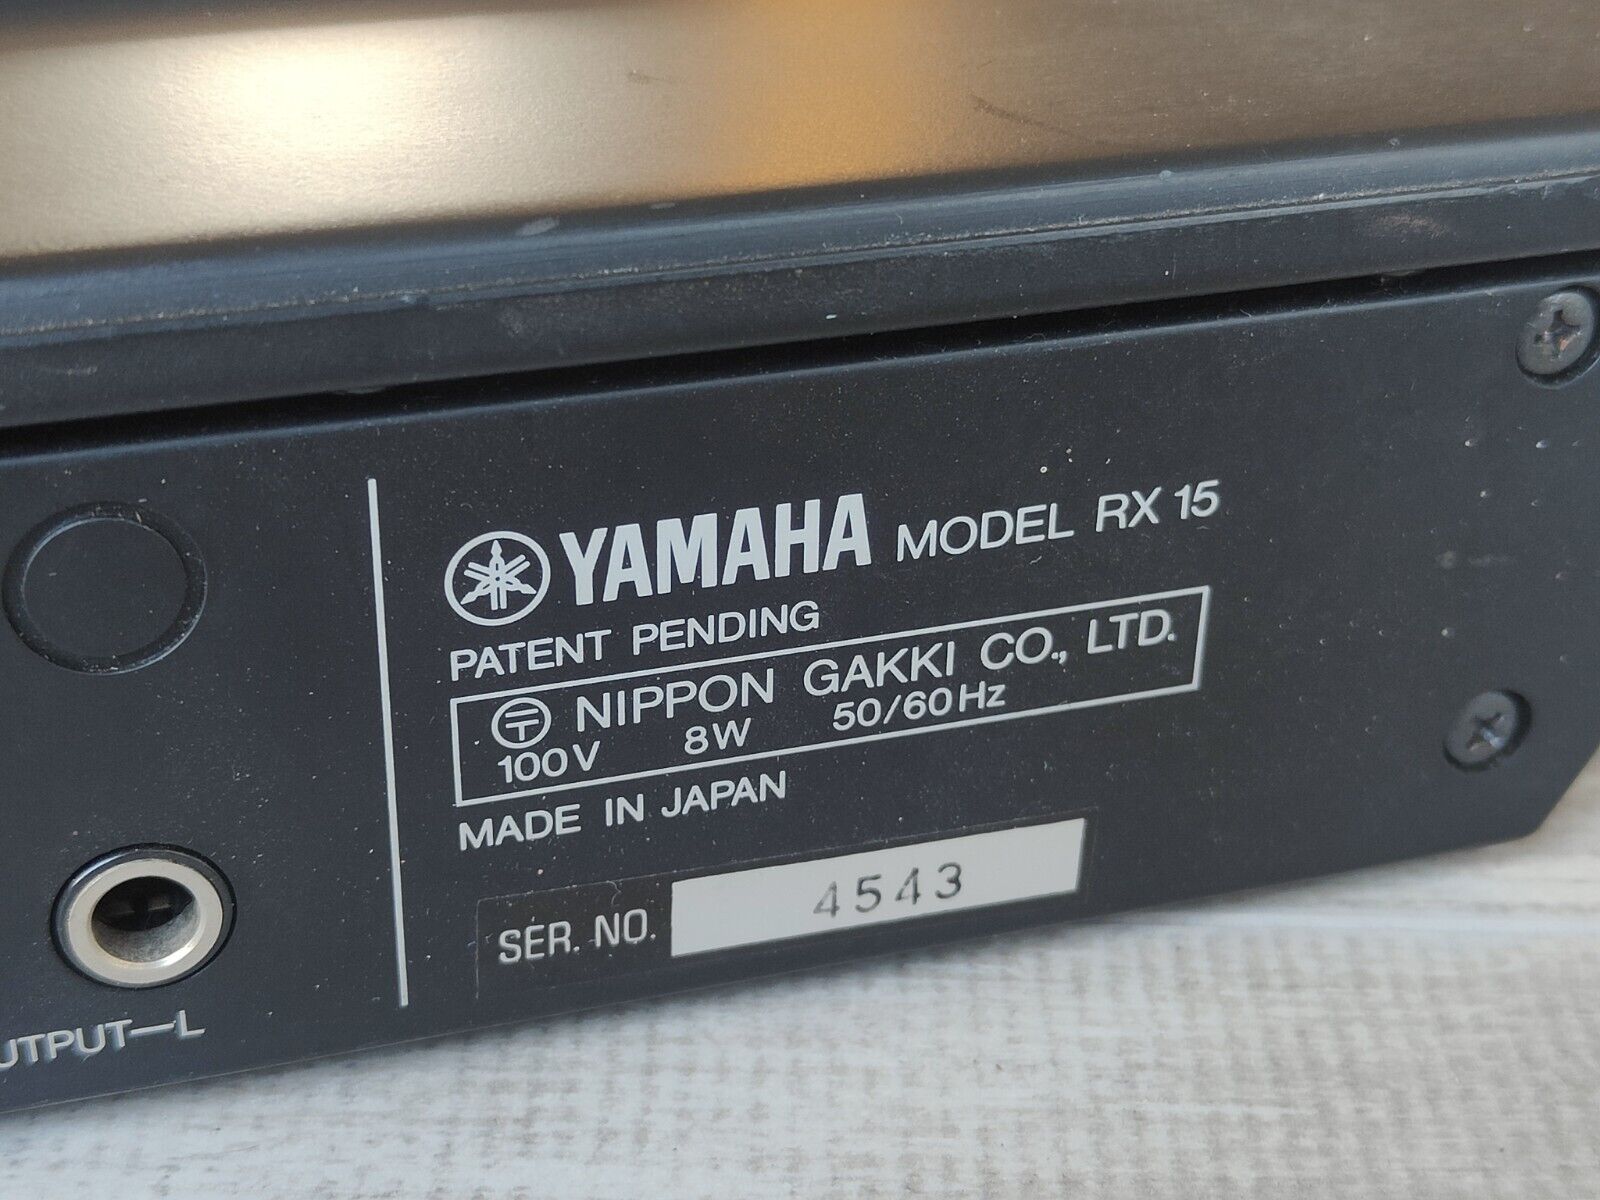 YAMAHA MODEL RX 15
PATENT PENDING
NIPPON GAKKI CO., LTD.
100V 8W 50/60Hz
MADE IN JAPAN
SER. NO. 4543
UTPUT—L